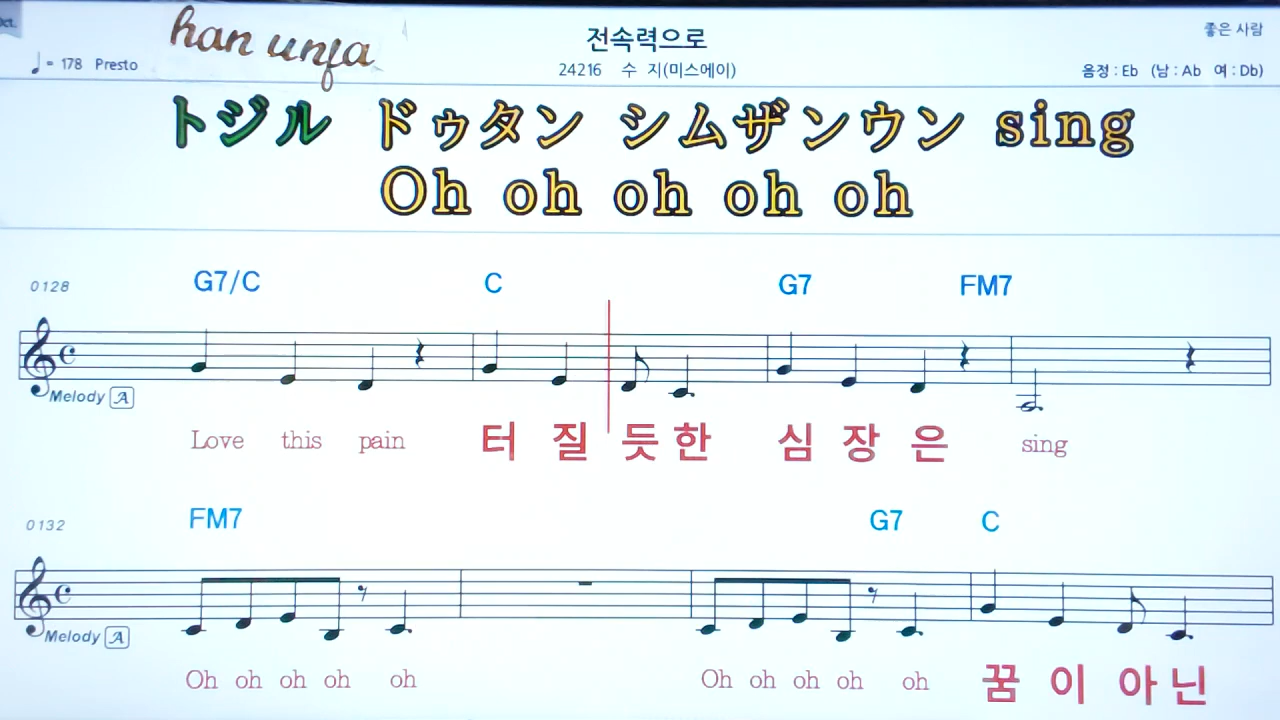 Oct.
han unja
전속력으로
좋은 사람
♩= 178 Presto
24216 수 지(미스에이)
음정 : Eb (남 : Ab 여 : Db)
トジル ドゥタン シムザンウン sing
Oh oh oh oh oh
0128 G7/C C G7 FM7
Melody A
Love this pain 터 질 듯 한 심 장 은 sing
0132 FM7 G7 C
Melody A
Oh oh oh oh oh Oh oh oh oh oh 꿈 이 아 닌